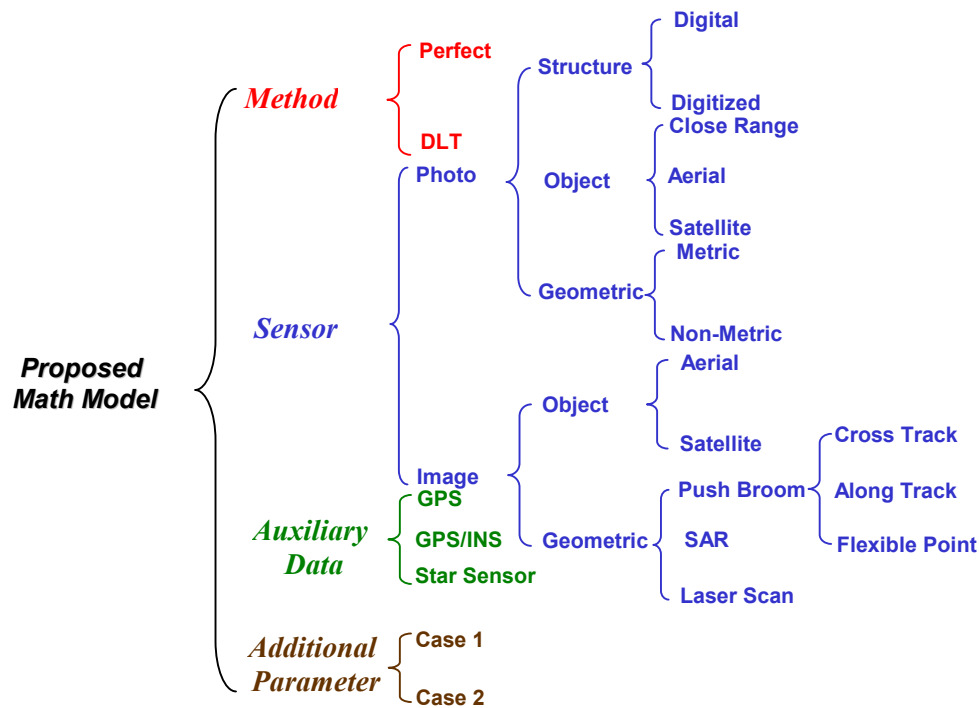 Proposed
Math Model
Method
Perfect
DLT
Sensor
Photo
Structure
Digital
Digitized
Object
Close Range
Aerial
Satellite
Geometric
Metric
Non-Metric
Image
Object
Aerial
Satellite
Geometric
Push Broom
Cross Track
Along Track
Flexible Point
SAR
Laser Scan
Auxiliary
Data
GPS
GPS/INS
Star Sensor
Additional
Parameter
Case 1
Case 2